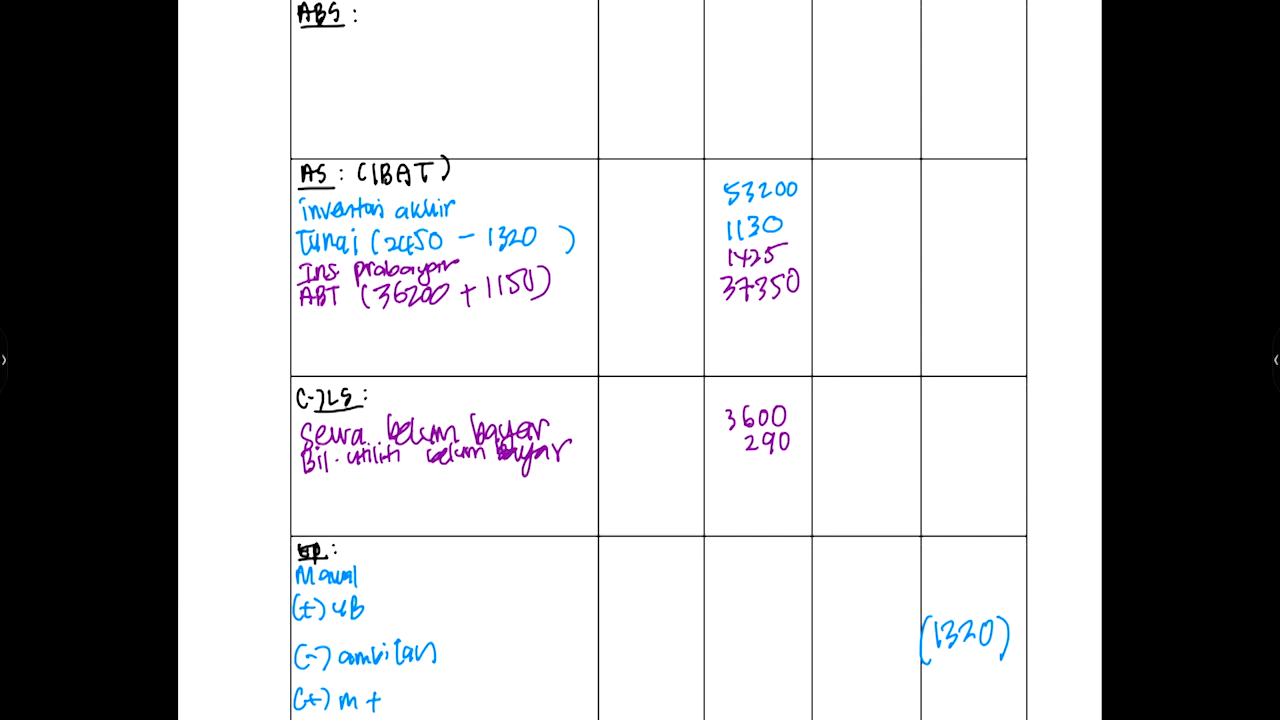 ABS :
AS : (IBAT)
inventori akhir 53200
Tunai (2450 - 1320 ) 1130
Ins prabayar 1425
ABT (36200 + 1150) 37350
(-) LS :
Sewa belum bayar 3600
Bil. utiliti belum bayar 290
EP :
Modal
(+) UB
(-) ambilan (1320)
(+) m +